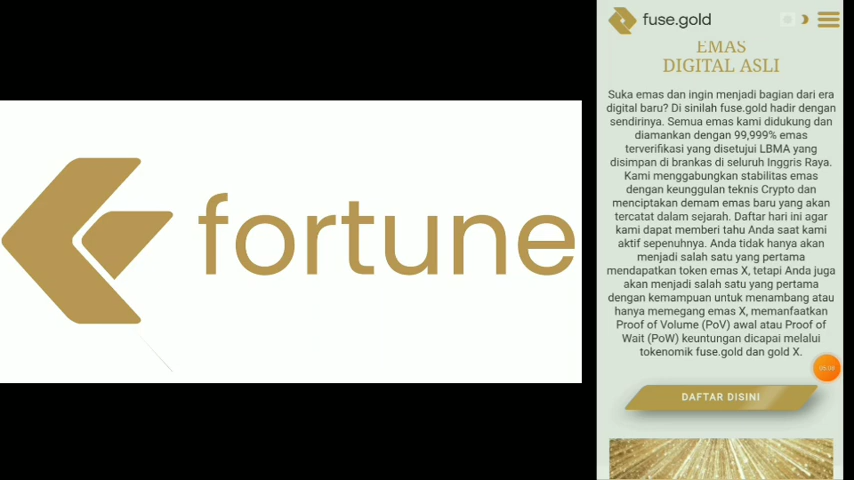 fortune
fuse.gold
EMAS
DIGITAL ASLI
Suka emas dan ingin menjadi bagian dari era
digital baru? Di sinilah fuse.gold hadir dengan
sendirinya. Semua emas kami didukung dan
diamankan dengan 99,999% emas
terverifikasi yang disetujui LBMA yang
disimpan di brankas di seluruh Inggris Raya.
Kami menggabungkan stabilitas emas
dengan keunggulan teknis Crypto dan
menciptakan demam emas baru yang akan
tercatat dalam sejarah. Daftar hari ini agar
kami dapat memberi tahu Anda saat kami
aktif sepenuhnya. Anda tidak hanya akan
menjadi salah satu yang pertama
mendapatkan token emas X, tetapi Anda juga
akan menjadi salah satu yang pertama
dengan kemampuan untuk menambang atau
hanya memegang emas X, memanfaatkan
Proof of Volume (PoV) awal atau Proof of
Wait (PoW) keuntungan dicapai melalui
tokenomik fuse.gold dan gold X.
DAFTAR DISINI